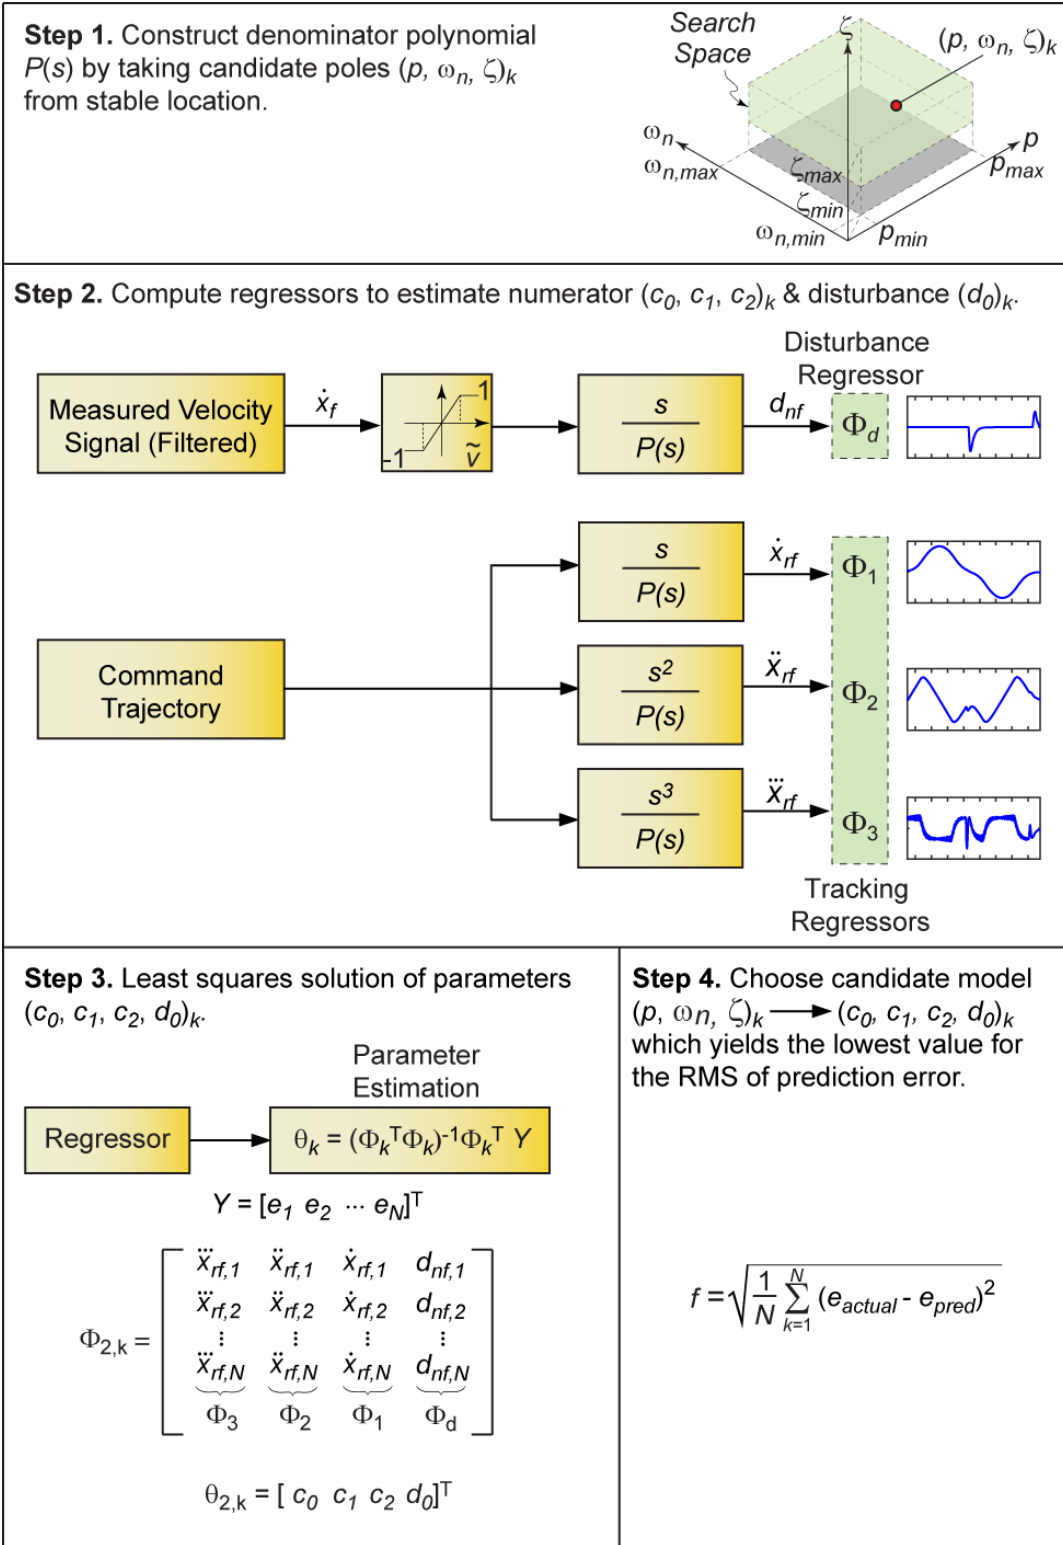 Step 1. Construct denominator polynomial
P(s) by taking candidate poles (p, ωn, ζ)k
from stable location.
Search
Space
ζ
(p, ωn, ζ)k
ωn
ωn,max
p
pmax
ζmax
ζmin
ωn,min
pmin
Step 2. Compute regressors to estimate numerator (c0, c1, c2)k & disturbance (d0)k.
Disturbance
Regressor
Measured Velocity
Signal (Filtered)
ẋf
1
-1
ṽ
s
P(s)
dnf
Φd
s
P(s)
ẋrf
Φ1
Command
Trajectory
s²
P(s)
ẍrf
Φ2
s³
P(s)
x⃛rf
Φ3
Tracking
Regressors
Step 3. Least squares solution of parameters
(c0, c1, c2, d0)k.
Parameter
Estimation
Regressor
θk = (ΦkᵀΦk)⁻¹Φkᵀ Y
Y = [e1 e2 ··· eN]ᵀ
x⃛rf,1 ẍrf,1 ẋrf,1 dnf,1
x⃛rf,2 ẍrf,2 ẋrf,2 dnf,2
⋮ ⋮ ⋮ ⋮
Φ2,k =
x⃛rf,N ẍrf,N ẋrf,N dnf,N
Φ3 Φ2 Φ1 Φd
θ2,k = [ c0 c1 c2 d0]ᵀ
Step 4. Choose candidate model
(p, ωn, ζ)k → (c0, c1, c2, d0)k
which yields the lowest value for
the RMS of prediction error.
f = √(1/N ∑k=1N (eactual - epred)²)